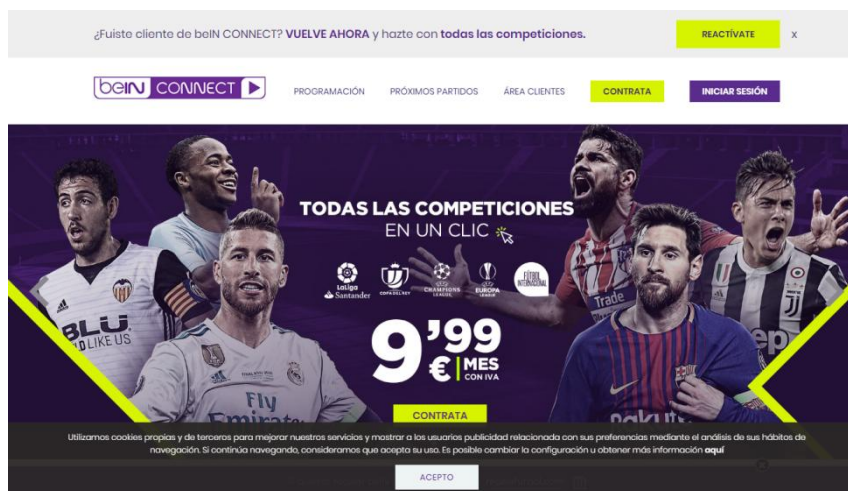 ¿Fuiste cliente de beIN CONNECT? VUELVE AHORA y hazte con todas las competiciones.
REACTÍVATE
x
beIN CONNECT
PROGRAMACIÓN
PRÓXIMOS PARTIDOS
ÁREA CLIENTES
CONTRATA
INICIAR SESIÓN
TODAS LAS COMPETICIONES
EN UN CLIC
LaLiga
Santander
COPA DEL REY
CHAMPIONS
LEAGUE
EUROPA
LEAGUE
FÚTBOL
INTERNACIONAL
BLU
LIKE US
Trade
Fly
Emirates
9'99
€ MES
CON IVA
CONTRATA
Utilizamos cookies propias y de terceros para mejorar nuestros servicios y mostrar a los usuarios publicidad relacionada con sus preferencias mediante el análisis de sus hábitos de
navegación. Si continúa navegando, consideramos que acepta su uso. Es posible cambiar la configuración u obtener más información aquí
ACEPTO